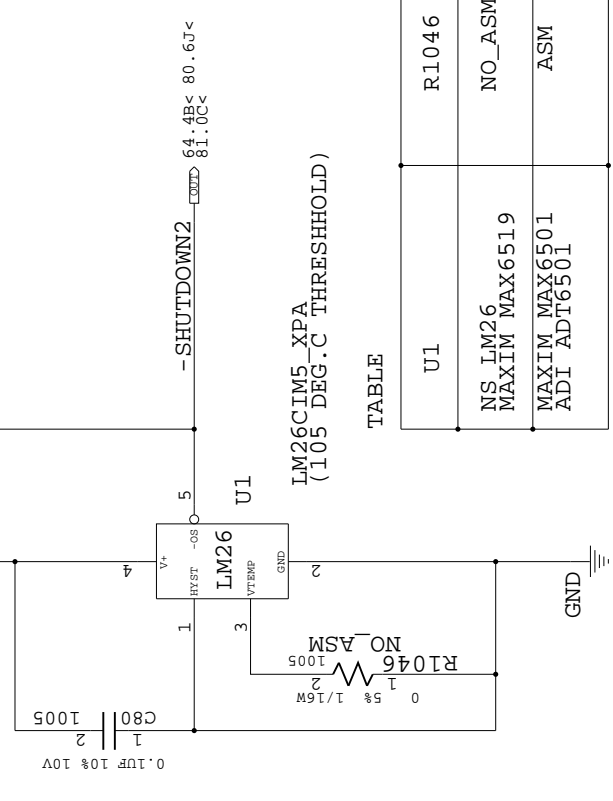 64.4B< 80.6J<
81.0C<
OUT
-SHUTDOWN2
LM26CIM5_XPA
(105 DEG.C THRESHHOLD)
TABLE
U1
R1046
NS LM26
MAXIM MAX6519
NO_ASM
MAXIM MAX6501
ADI ADT6501
ASM
5
U1
4
V+
-OS
HYST
LM26
VTEMP
GND
2
1
3
GND
NO_ASM
R1046
1005
2
1
1/16W
5%
0
C80
1005
2
1
0.1UF 10% 10V